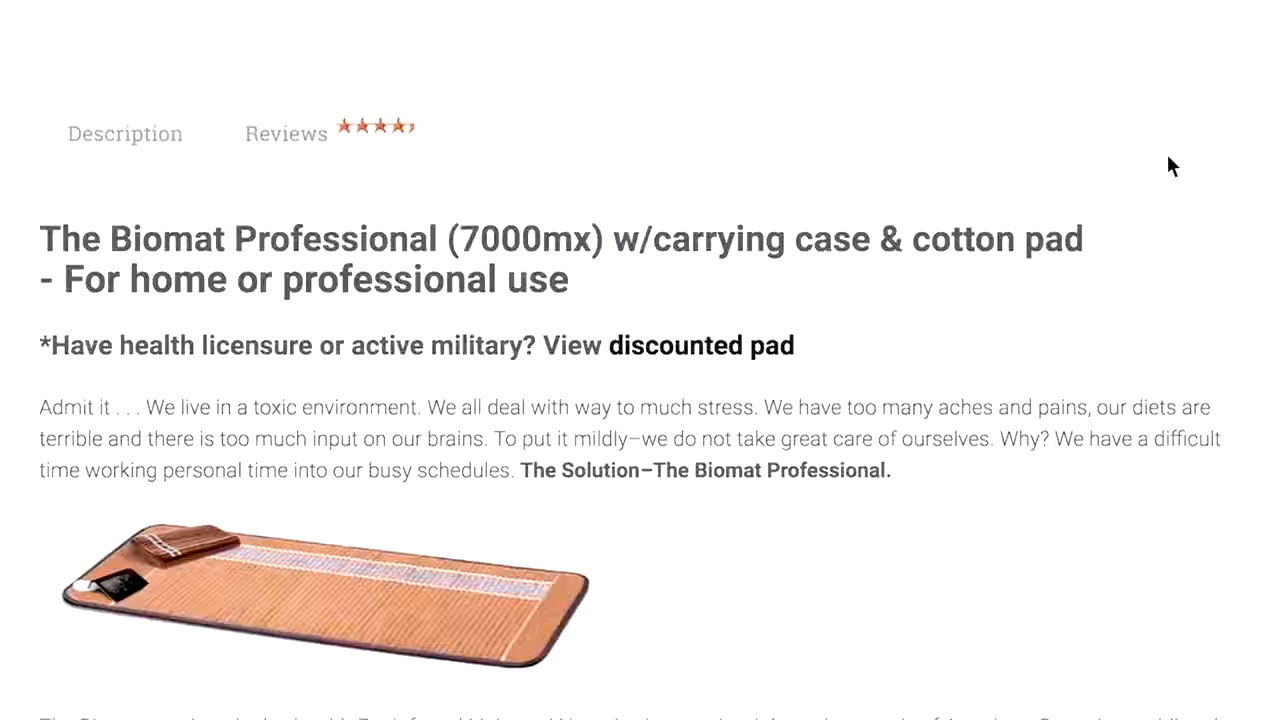 Description Reviews
The Biomat Professional (7000mx) w/carrying case & cotton pad
- For home or professional use
*Have health licensure or active military? View discounted pad
Admit it . . . We live in a toxic environment. We all deal with way to much stress. We have too many aches and pains, our diets are
terrible and there is too much input on our brains. To put it mildly–we do not take great care of ourselves. Why? We have a difficult
time working personal time into our busy schedules. The Solution–The Biomat Professional.